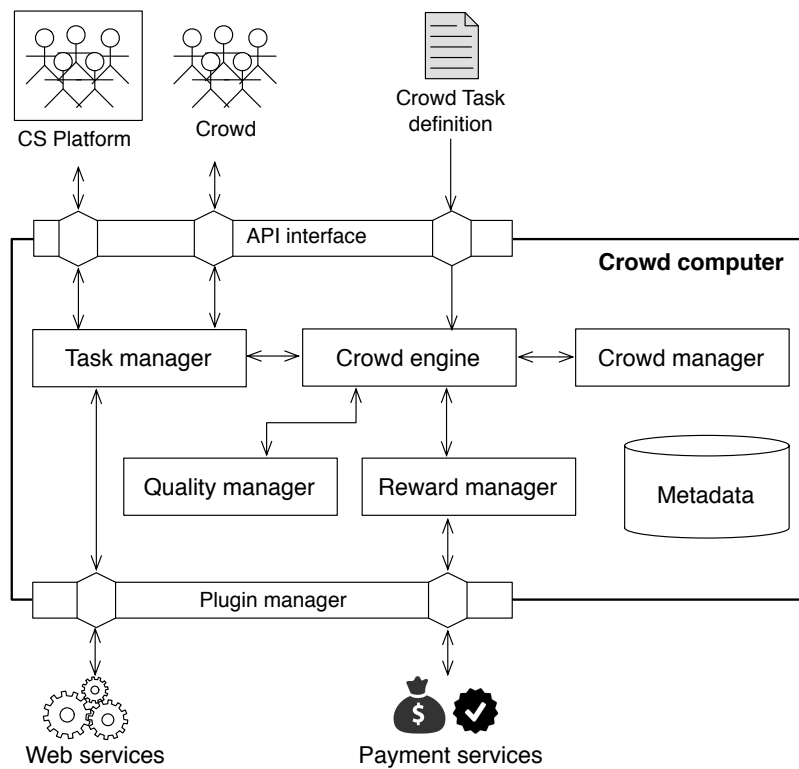 CS Platform
Crowd
Crowd Task
definition
API interface
Crowd computer
Task manager
Crowd engine
Crowd manager
Quality manager
Reward manager
Metadata
Plugin manager
$
Web services
Payment services